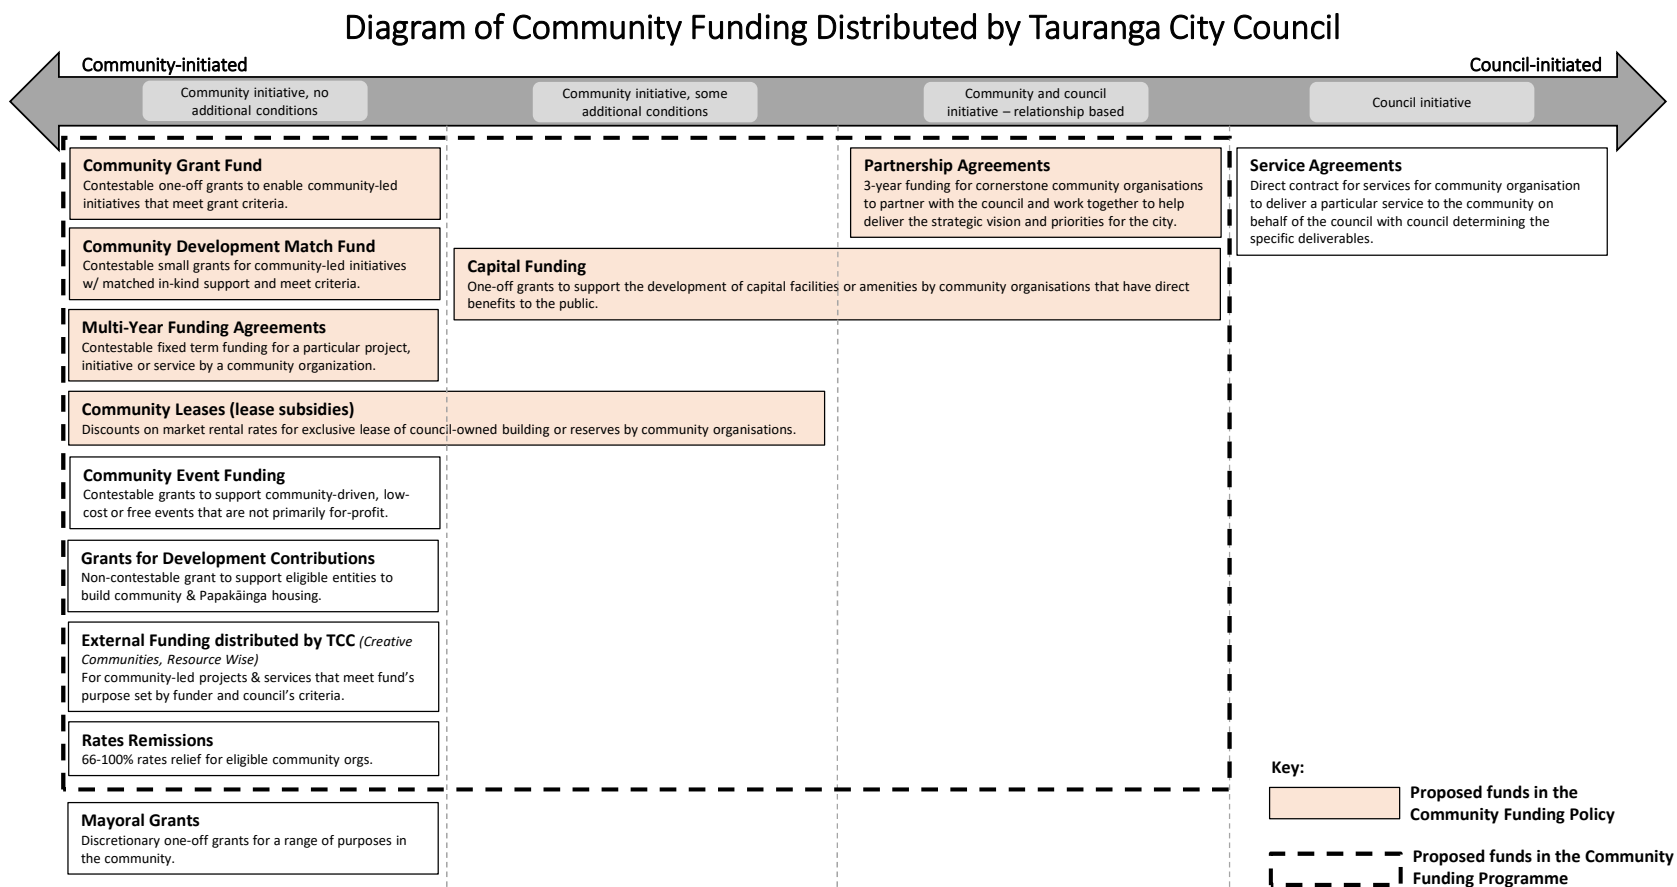 Diagram of Community Funding Distributed by Tauranga City Council
Community-initiated
Council-initiated
Community initiative, no
additional conditions
Community initiative, some
additional conditions
Community and council
initiative – relationship based
Council initiative
Community Grant Fund
Contestable one-off grants to enable community-led
initiatives that meet grant criteria.
Community Development Match Fund
Contestable small grants for community-led initiatives
w/ matched in-kind support and meet criteria.
Multi-Year Funding Agreements
Contestable fixed term funding for a particular project,
initiative or service by a community organization.
Community Leases (lease subsidies)
Discounts on market rental rates for exclusive lease of council-owned building or reserves by community organisations.
Community Event Funding
Contestable grants to support community-driven, low-
cost or free events that are not primarily for-profit.
Grants for Development Contributions
Non-contestable grant to support eligible entities to
build community & Papakāinga housing.
External Funding distributed by TCC (Creative
Communities, Resource Wise)
For community-led projects & services that meet fund’s
purpose set by funder and council’s criteria.
Rates Remissions
66-100% rates relief for eligible community orgs.
Mayoral Grants
Discretionary one-off grants for a range of purposes in
the community.
Capital Funding
One-off grants to support the development of capital facilities or amenities by community organisations that have direct
benefits to the public.
Partnership Agreements
3-year funding for cornerstone community organisations
to partner with the council and work together to help
deliver the strategic vision and priorities for the city.
Service Agreements
Direct contract for services for community organisation
to deliver a particular service to the community on
behalf of the council with council determining the
specific deliverables.
Key:
Proposed funds in the
Community Funding Policy
Proposed funds in the Community
Funding Programme